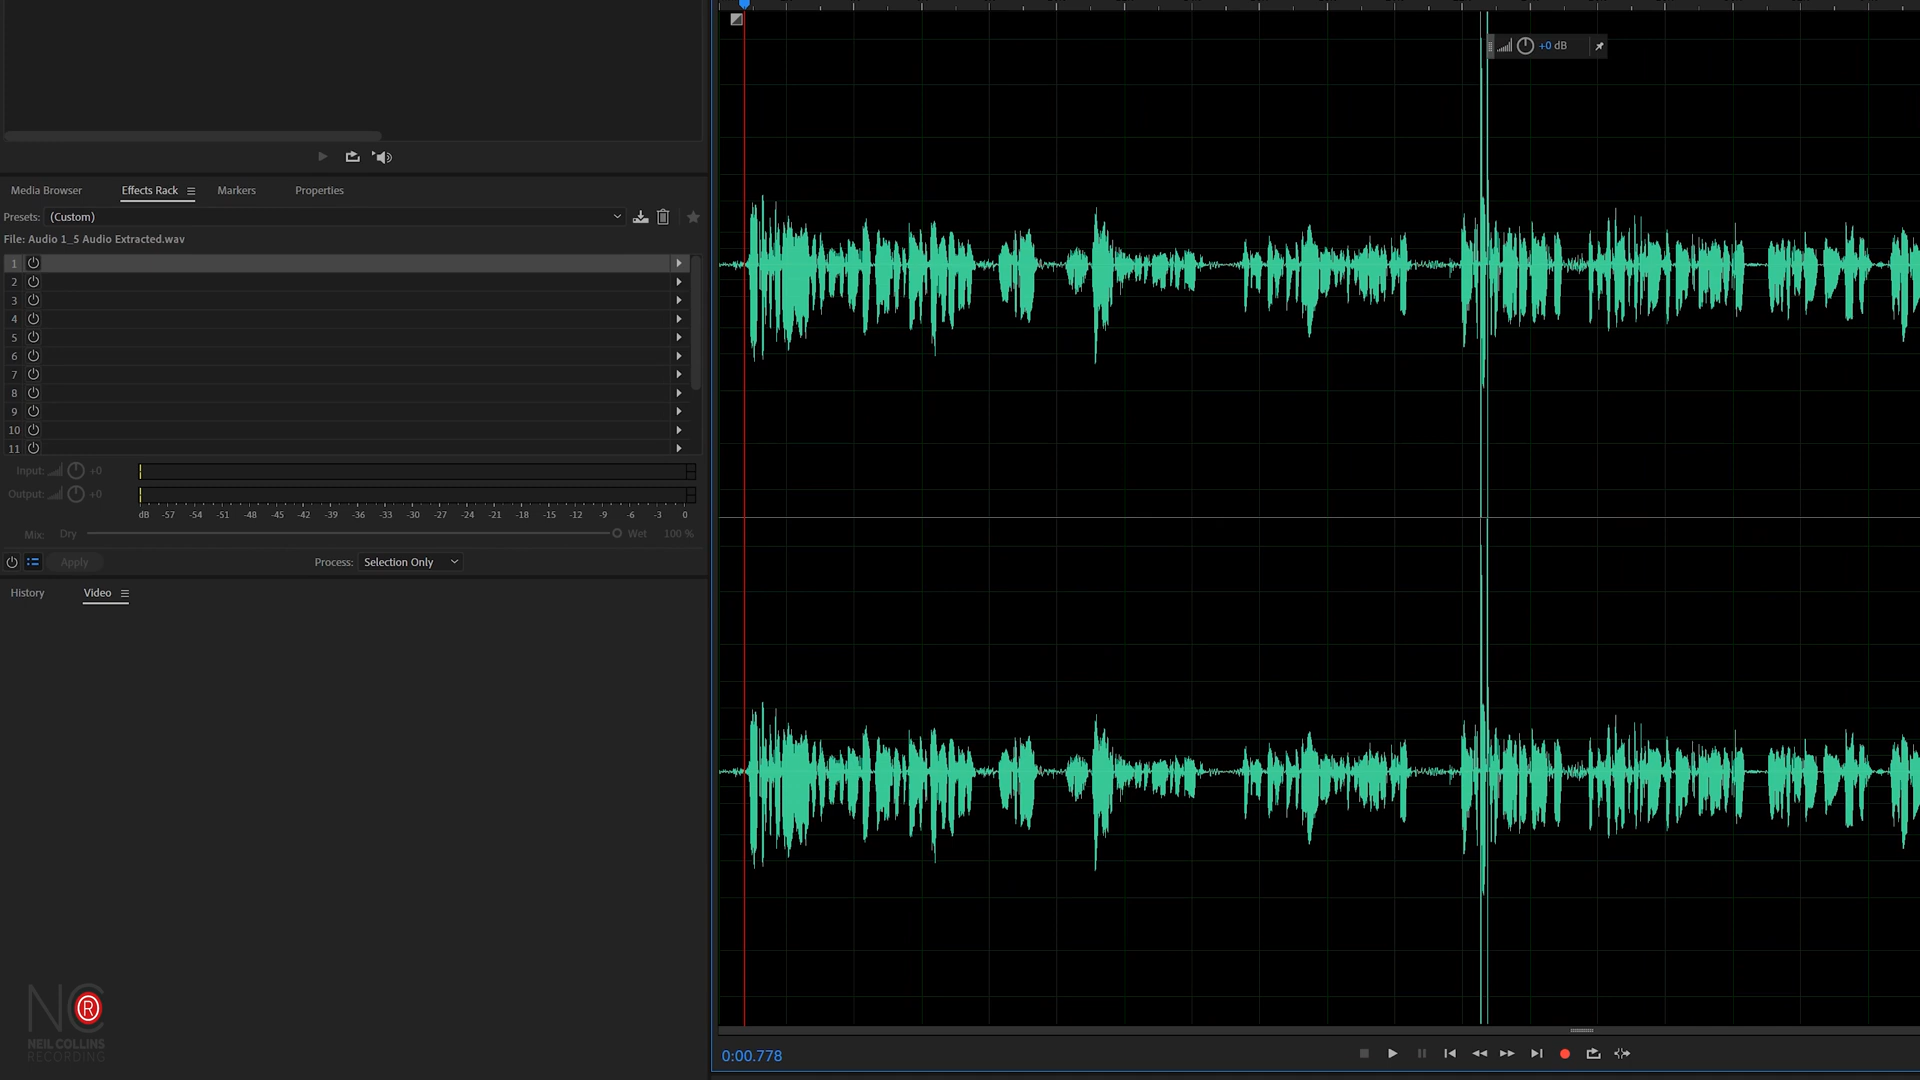 +0 dB
Media Browser
Effects Rack
Markers
Properties
Presets:
(Custom)
File: Audio 1_5 Audio Extracted.wav
1
2
3
4
5
6
7
8
9
10
11
Input:
+0
Output:
+0
dB -57 -54 -51 -48 -45 -42 -39 -36 -33 -30 -27 -24 -21 -18 -15 -12 -9 -6 -3 0
Mix: Dry
Wet 100 %
Apply
Process: Selection Only
History
Video
NC
R
NEIL COLLINS
RECORDING
0:00.778